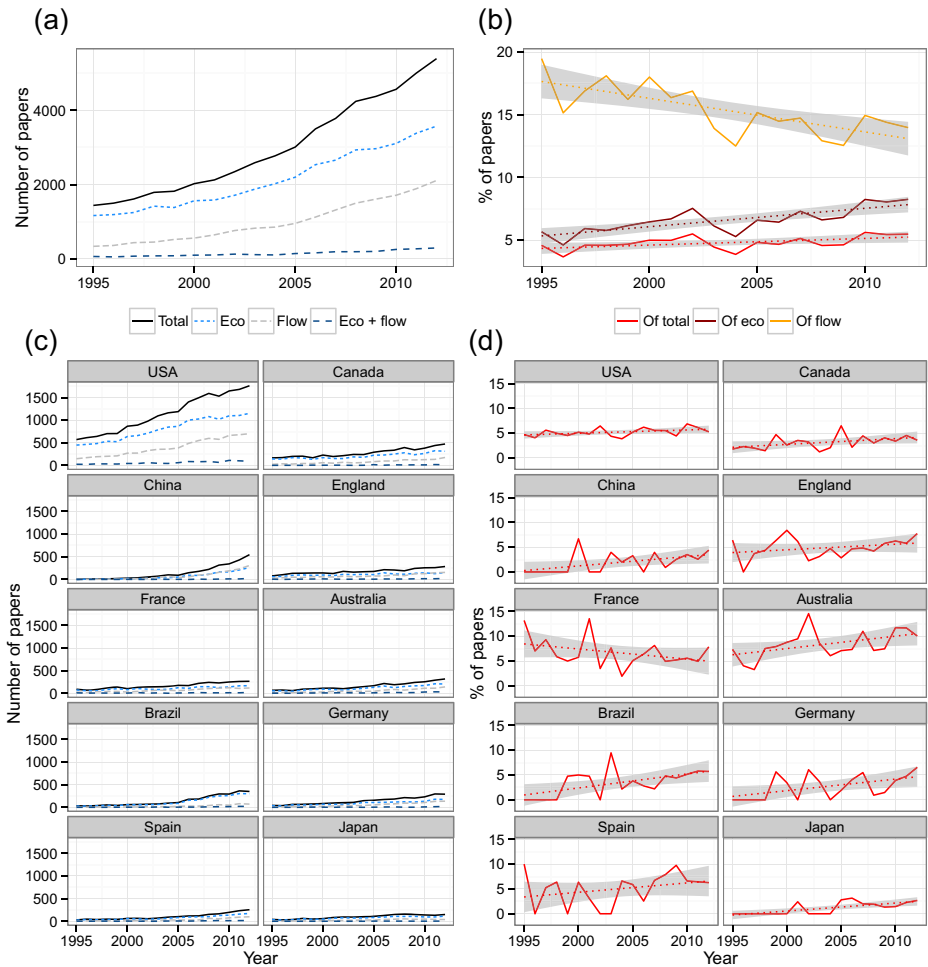 (a)
Number of papers
4000
2000
0
1995
2000
2005
2010
(b)
% of papers
20
15
10
5
1995
2000
2005
2010
Total Eco Flow Eco + flow
Of total Of eco Of flow
(c)
Number of papers
USA Canada
1500
1000
500
0
China England
1500
1000
500
0
France Australia
1500
1000
500
0
Brazil Germany
1500
1000
500
0
Spain Japan
1500
1000
500
0
1995 2000 2005 2010 1995 2000 2005 2010
Year
(d)
% of papers
USA Canada
15
10
5
0
China England
15
10
5
0
France Australia
15
10
5
0
Brazil Germany
15
10
5
0
Spain Japan
15
10
5
0
1995 2000 2005 2010 1995 2000 2005 2010
Year